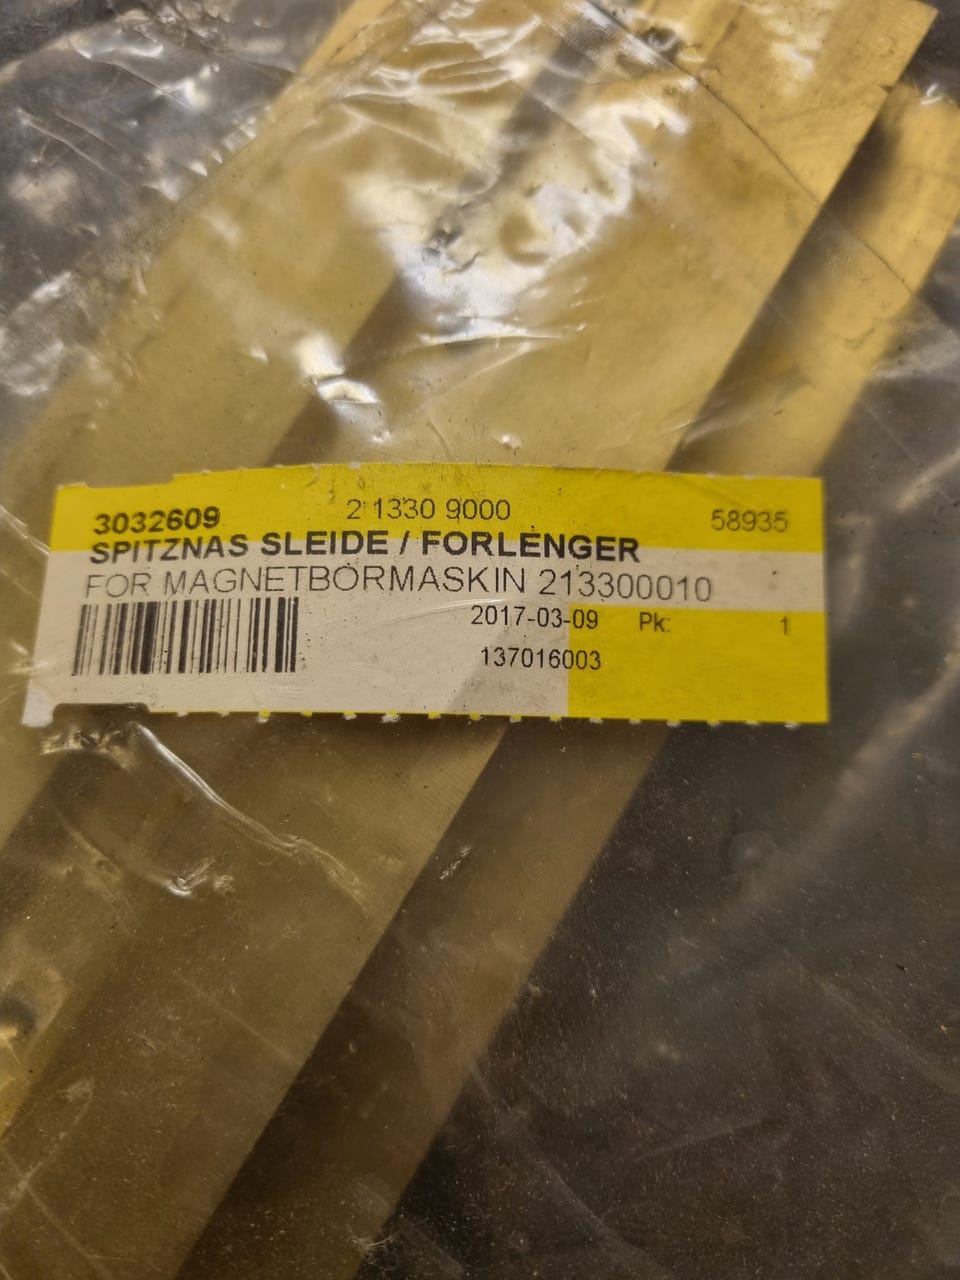 3032609 2 1330 9000 58935
SPITZNAS SLEIDE / FORLENGER
FOR MAGNETBORMASKIN 213300010
2017-03-09 Pk: 1
137016003